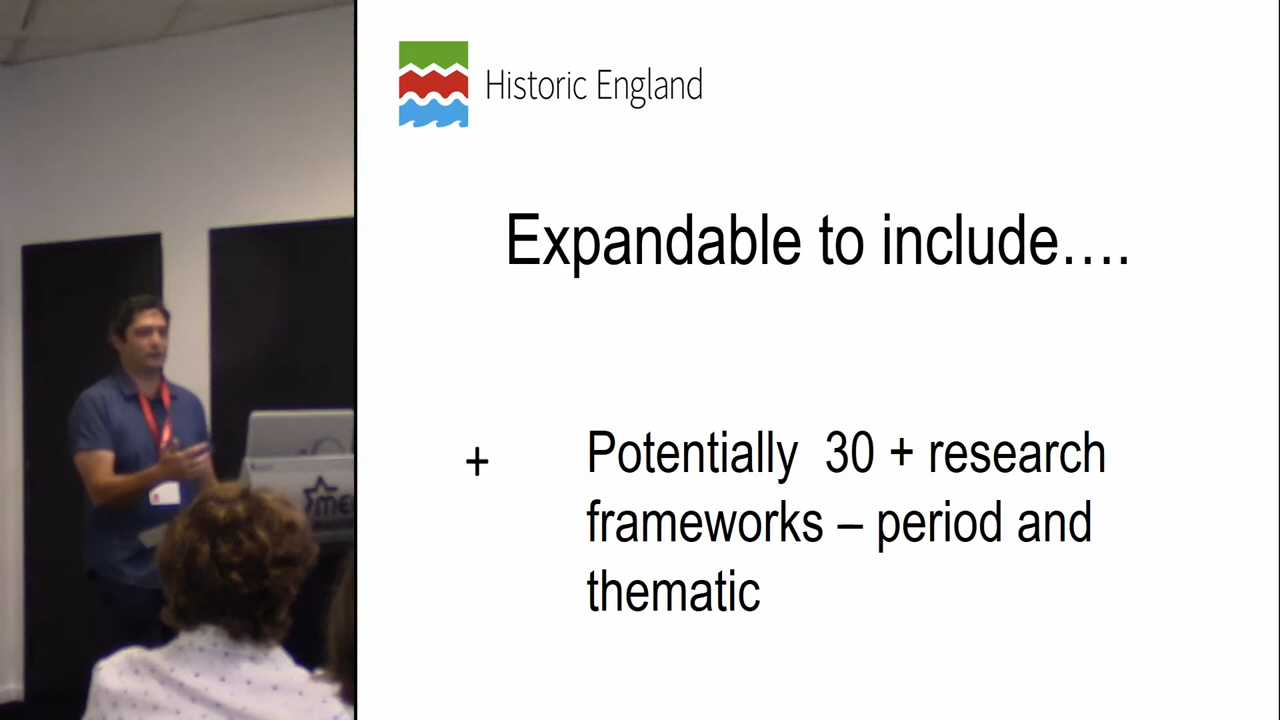 Historic England
Expandable to include….
+ Potentially 30 + research
frameworks – period and
thematic